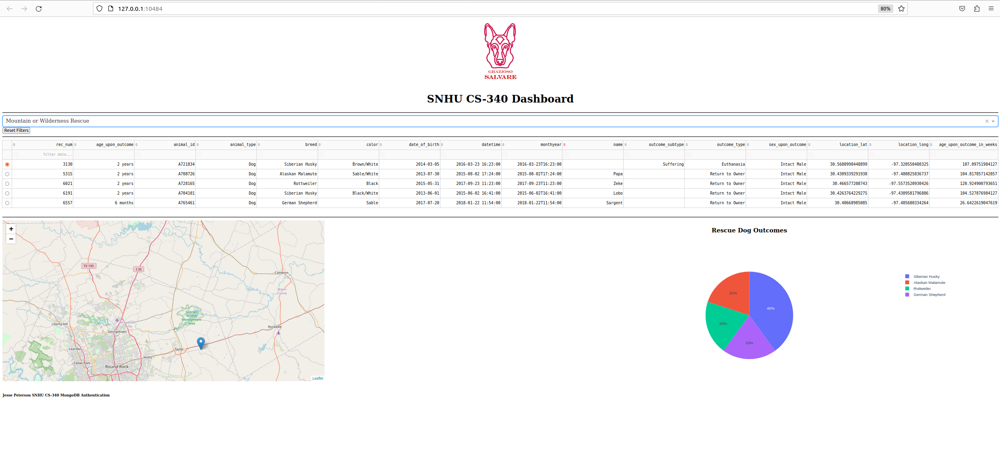 127.0.0.1:10484
80%
GRAZIOSO
SALVARE
SNHU CS-340 Dashboard
Mountain or Wilderness Rescue
Reset Filters
rec_num age_upon_outcome animal_id animal_type breed color date_of_birth datetime monthyear name outcome_subtype outcome_type sex_upon_outcome location_lat location_long age_upon_outcome_in_weeks
filter data...
3130 2 years A721834 Dog Siberian Husky Brown/White 2014-03-05 2016-03-23 16:23:00 2016-03-23T16:23:00 Suffering Euthanasia Intact Male 30.5680998448899 -97.320550480325 107.09751984127
5315 2 years A708726 Dog Alaskan Malamute Sable/White 2013-07-30 2015-08-02 17:24:00 2015-08-02T17:24:00 Papa Return to Owner Intact Male 30.4309339291938 -97.480825836737 104.817857142857
6021 2 years A728165 Dog Rottweiler Black 2015-05-31 2017-09-23 11:23:00 2017-09-23T11:23:00 Zeke Return to Owner Intact Male 30.466577208743 -97.5573520930426 120.924900793651
6191 2 years A704101 Dog Siberian Husky Black/White 2013-06-01 2015-06-02 16:41:00 2015-06-02T16:41:00 Lobo Return to Owner Intact Male 30.4263764229275 -97.4309581796886 104.527876984127
6557 6 months A765461 Dog German Shepherd Sable 2017-07-20 2018-01-22 11:54:00 2018-01-22T11:54:00 Sargent Return to Owner Intact Male 30.40668985085 -97.485680334264 26.6422619047619
+
−
TX 195
I 35
Cameron
Milam
County
Granger
Wildlife
Management
Area
Liberty Hill
Williamson
County
Georgetown
Rockdale
Leander
Taylor
Hutto
Cedar Park
Round Rock
Leaflet
Rescue Dog Outcomes
20%
40%
20%
20%
Siberian Husky
Alaskan Malamute
Rottweiler
German Shepherd
Jesse Peterson SNHU CS-340 MongoDB Authentication